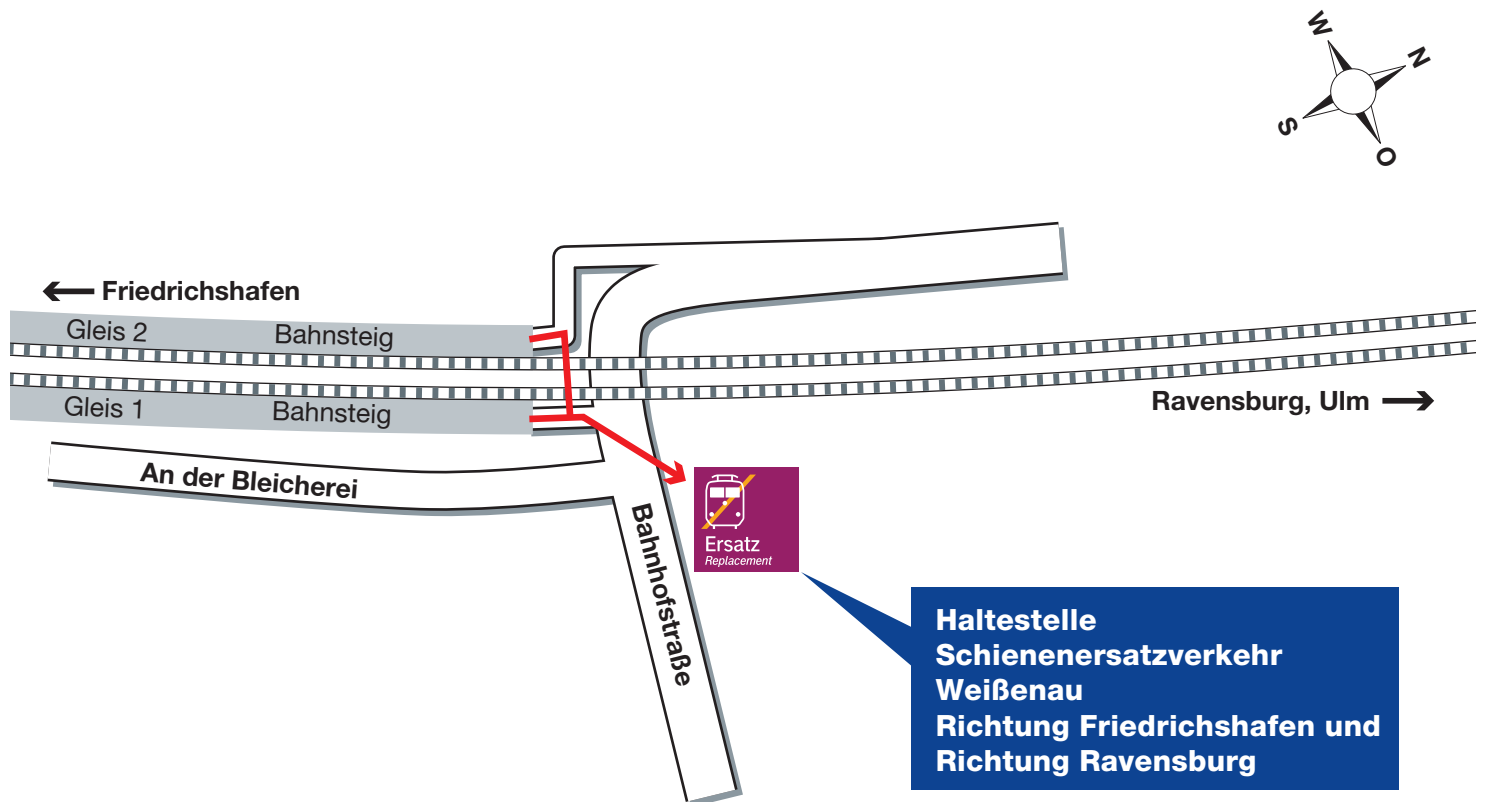 W
N
S
O
← Friedrichshafen
Gleis 2 Bahnsteig
Gleis 1 Bahnsteig
Ravensburg, Ulm →
An der Bleicherei
Bahnhofstraße
Ersatz
Replacement
Haltestelle
Schienenersatzverkehr
Weißenau
Richtung Friedrichshafen und
Richtung Ravensburg